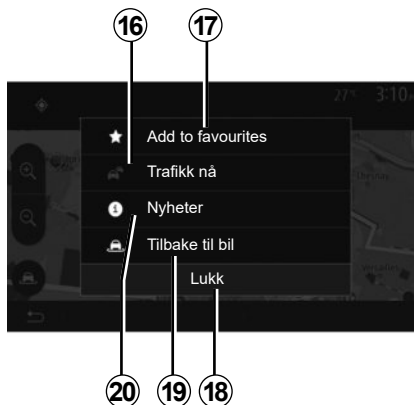 16 17
27° 3:10
Add to favourites
Trafikk nå
Nyheter
Tilbake til bil
Lukk
20 19 18